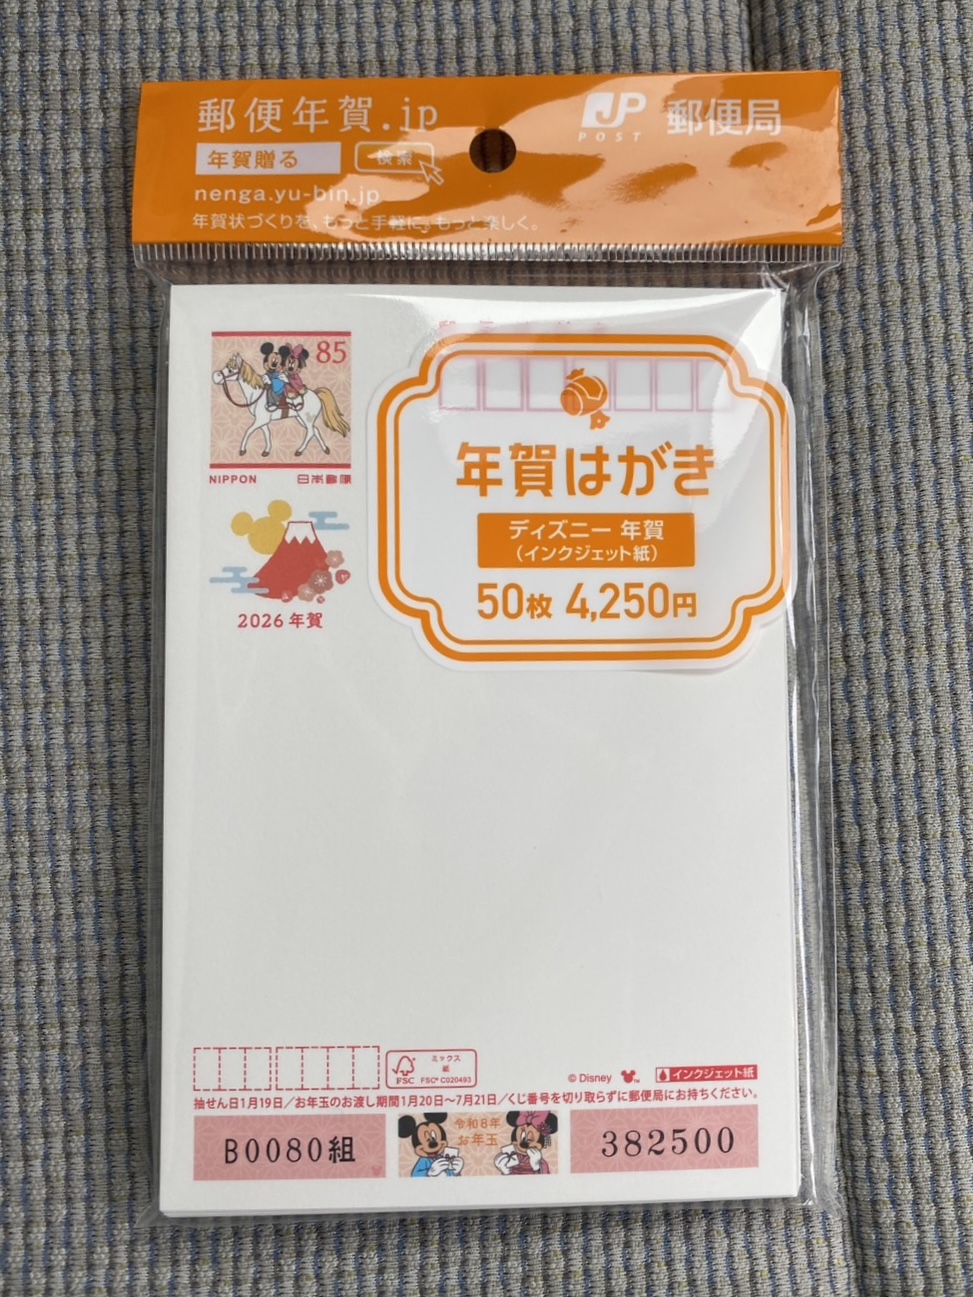 郵便年賀.jp
年賀贈る 検索
nenga.yu-bin.jp
年賀状づくりを、もっと手軽に。もっと楽しく。
JP
POST
郵便局
85
NIPPON 日本郵便
2026年賀
年賀はがき
ディズニー 年賀
(インクジェット紙)
50枚 4,250円
FSC
ミックス
紙
FSC® C020493
© Disney
インクジェット紙
抽せん日1月19日／お年玉のお渡し期間1月20日～7月21日／くじ番号を切り取らずに郵便局にお持ちください。
B0080組
令和8年
お年玉
382500